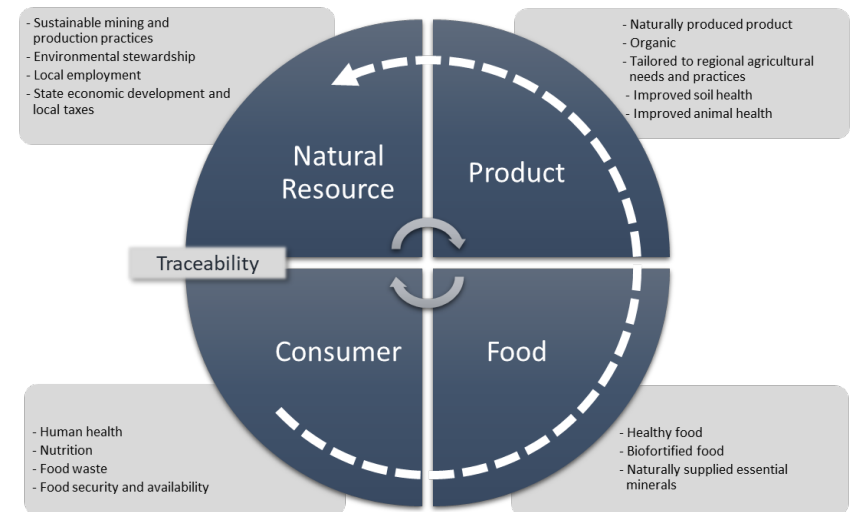 - Sustainable mining and
production practices
- Environmental stewardship
- Local employment
- State economic development and
local taxes
- Naturally produced product
- Organic
- Tailored to regional agricultural
needs and practices
- Improved soil health
- Improved animal health
Natural
Resource
Product
Traceability
Consumer
Food
- Human health
- Nutrition
- Food waste
- Food security and availability
- Healthy food
- Biofortified food
- Naturally supplied essential
minerals